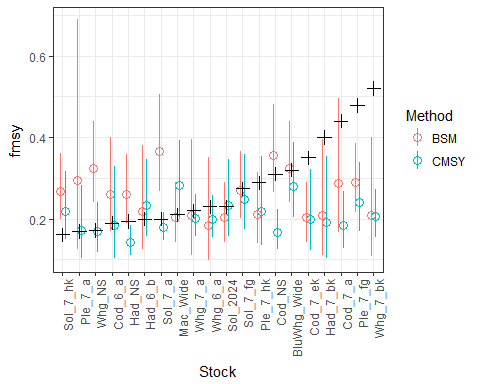 0.6
0.4
0.2
fmsy
Sol_7_hk
Ple_7_a
Whg_NS
Cod_6_a
Had_NS
Had_6_b
Sol_7_a
Mac_Wide
Whg_7_a
Whg_6_a
Sol_2024
Sol_7_fg
Ple_7_hk
Cod_NS
BluWhg_Wide
Cod_7_ek
Had_7_bk
Cod_7_a
Ple_7_fg
Whg_7_bk
Stock
Method
BSM
CMSY